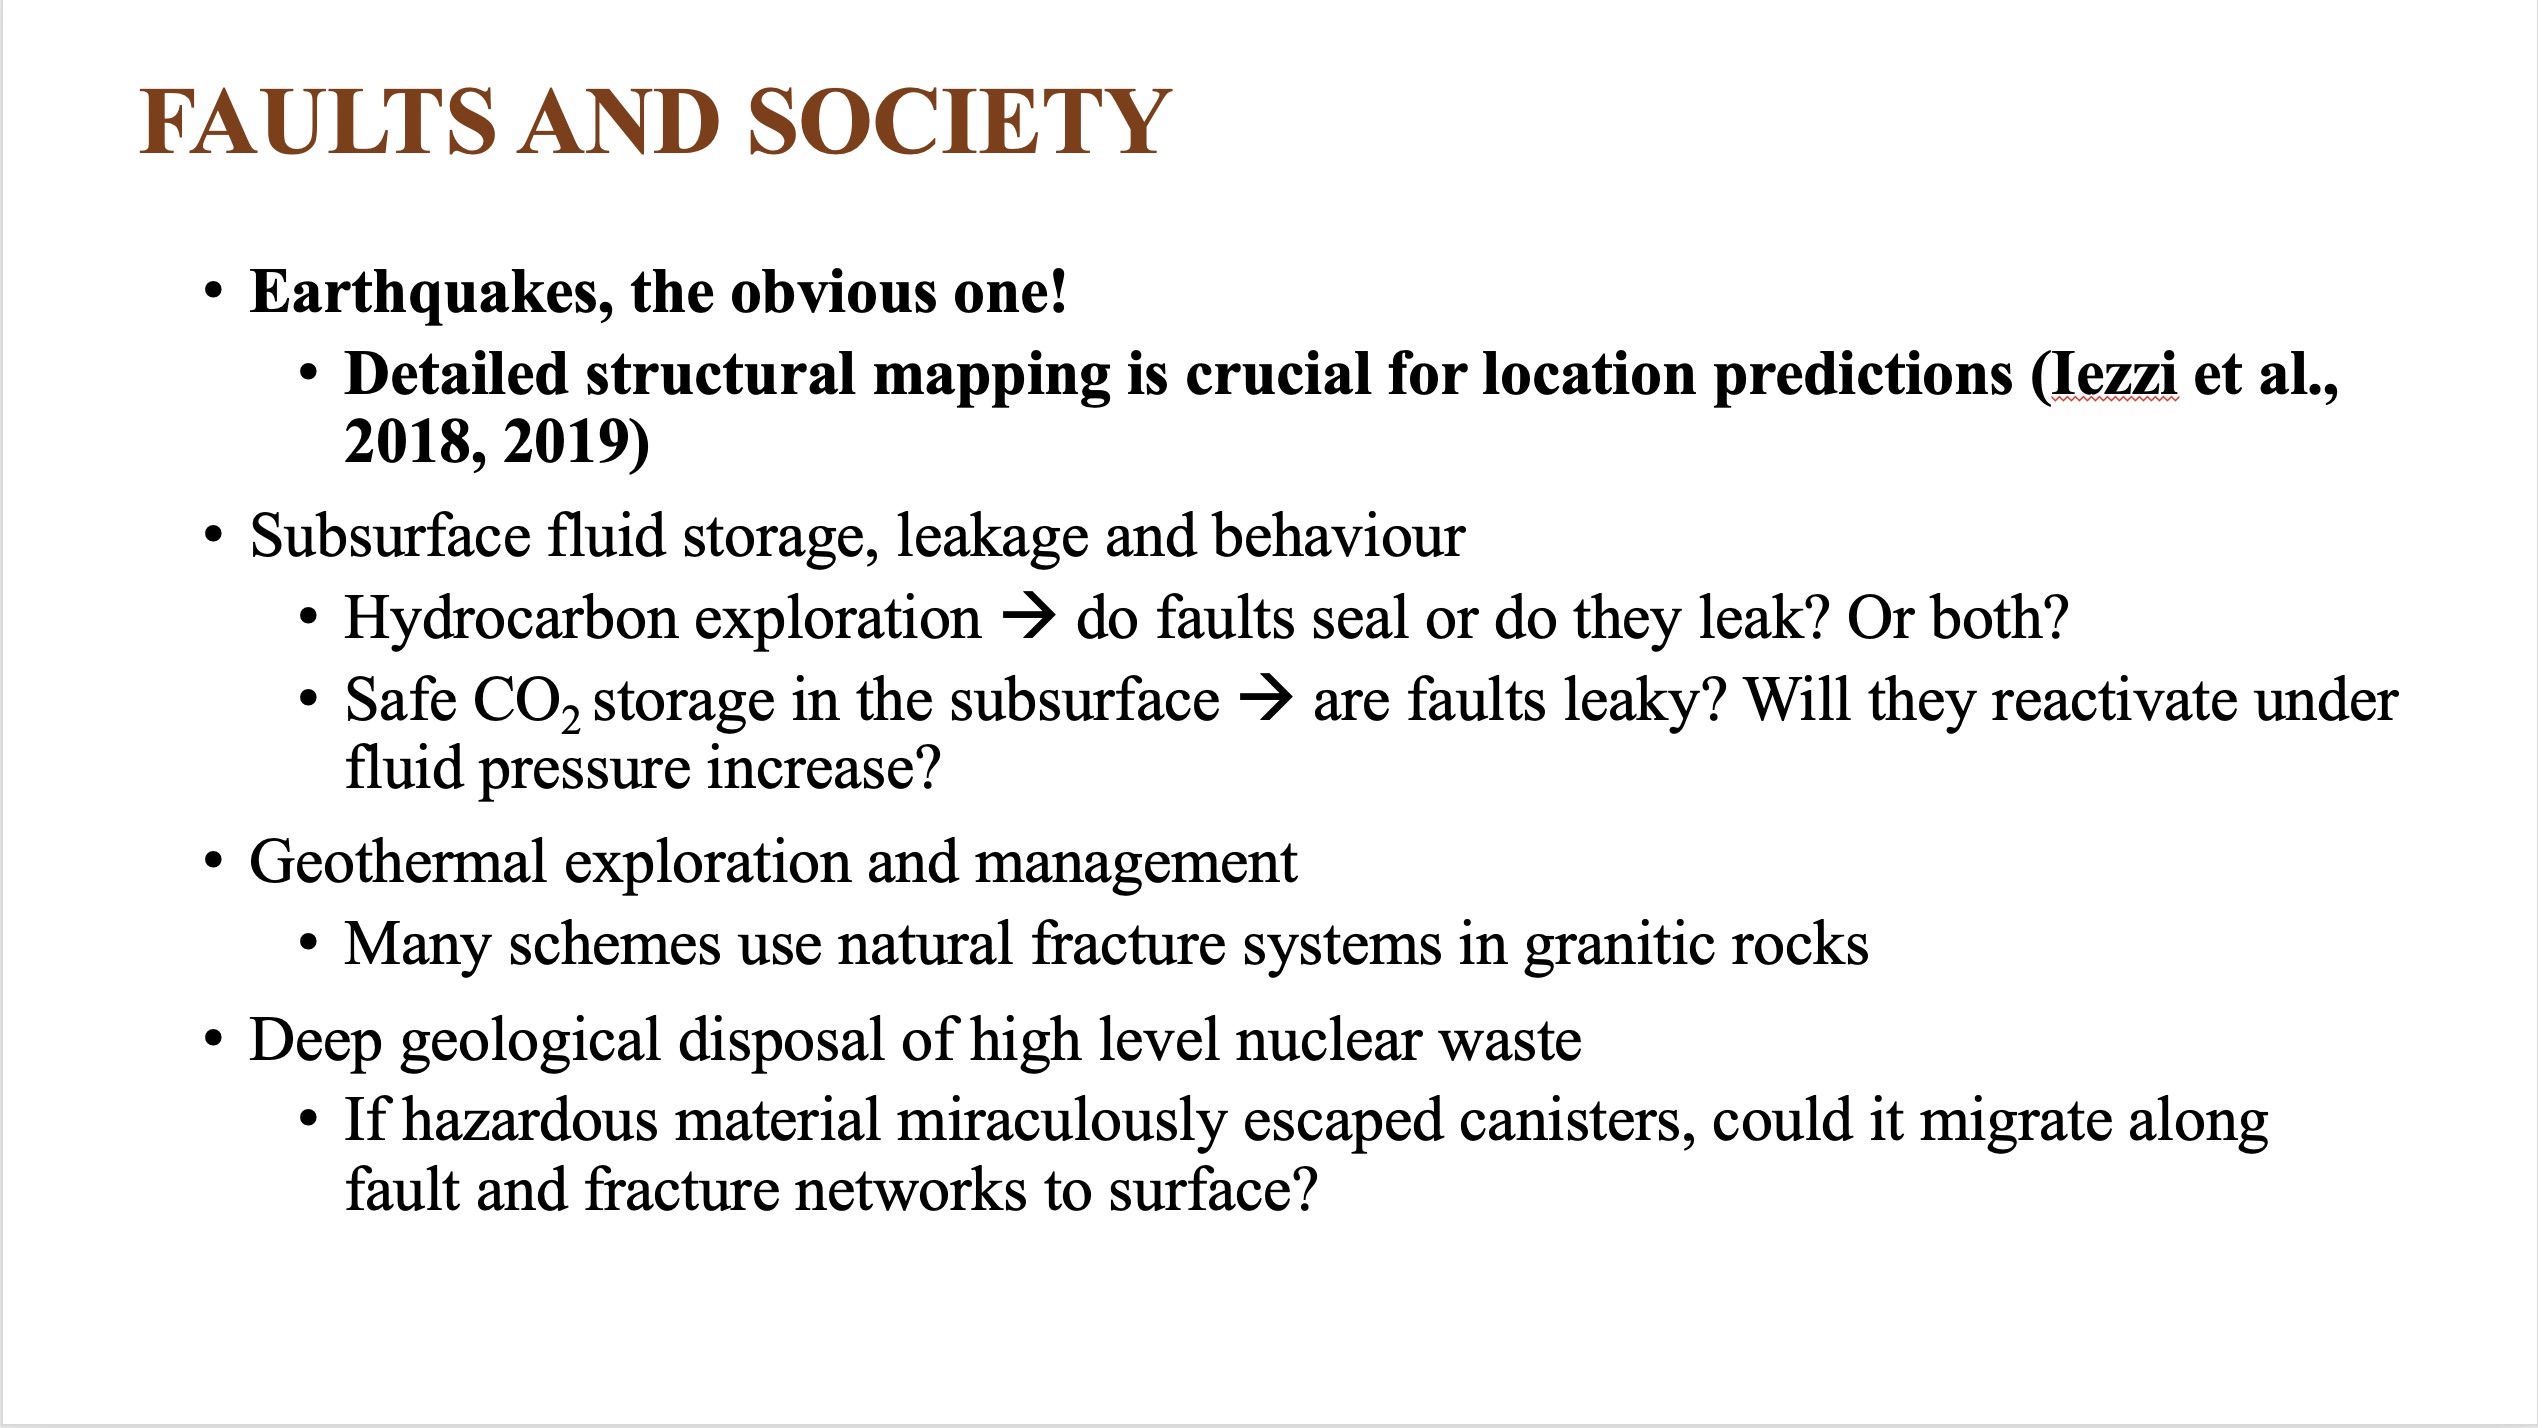 FAULTS AND SOCIETY
• Earthquakes, the obvious one!
• Detailed structural mapping is crucial for location predictions (Iezzi et al.,
2018, 2019)
• Subsurface fluid storage, leakage and behaviour
• Hydrocarbon exploration → do faults seal or do they leak? Or both?
• Safe CO₂ storage in the subsurface → are faults leaky? Will they reactivate under
fluid pressure increase?
• Geothermal exploration and management
• Many schemes use natural fracture systems in granitic rocks
• Deep geological disposal of high level nuclear waste
• If hazardous material miraculously escaped canisters, could it migrate along
fault and fracture networks to surface?